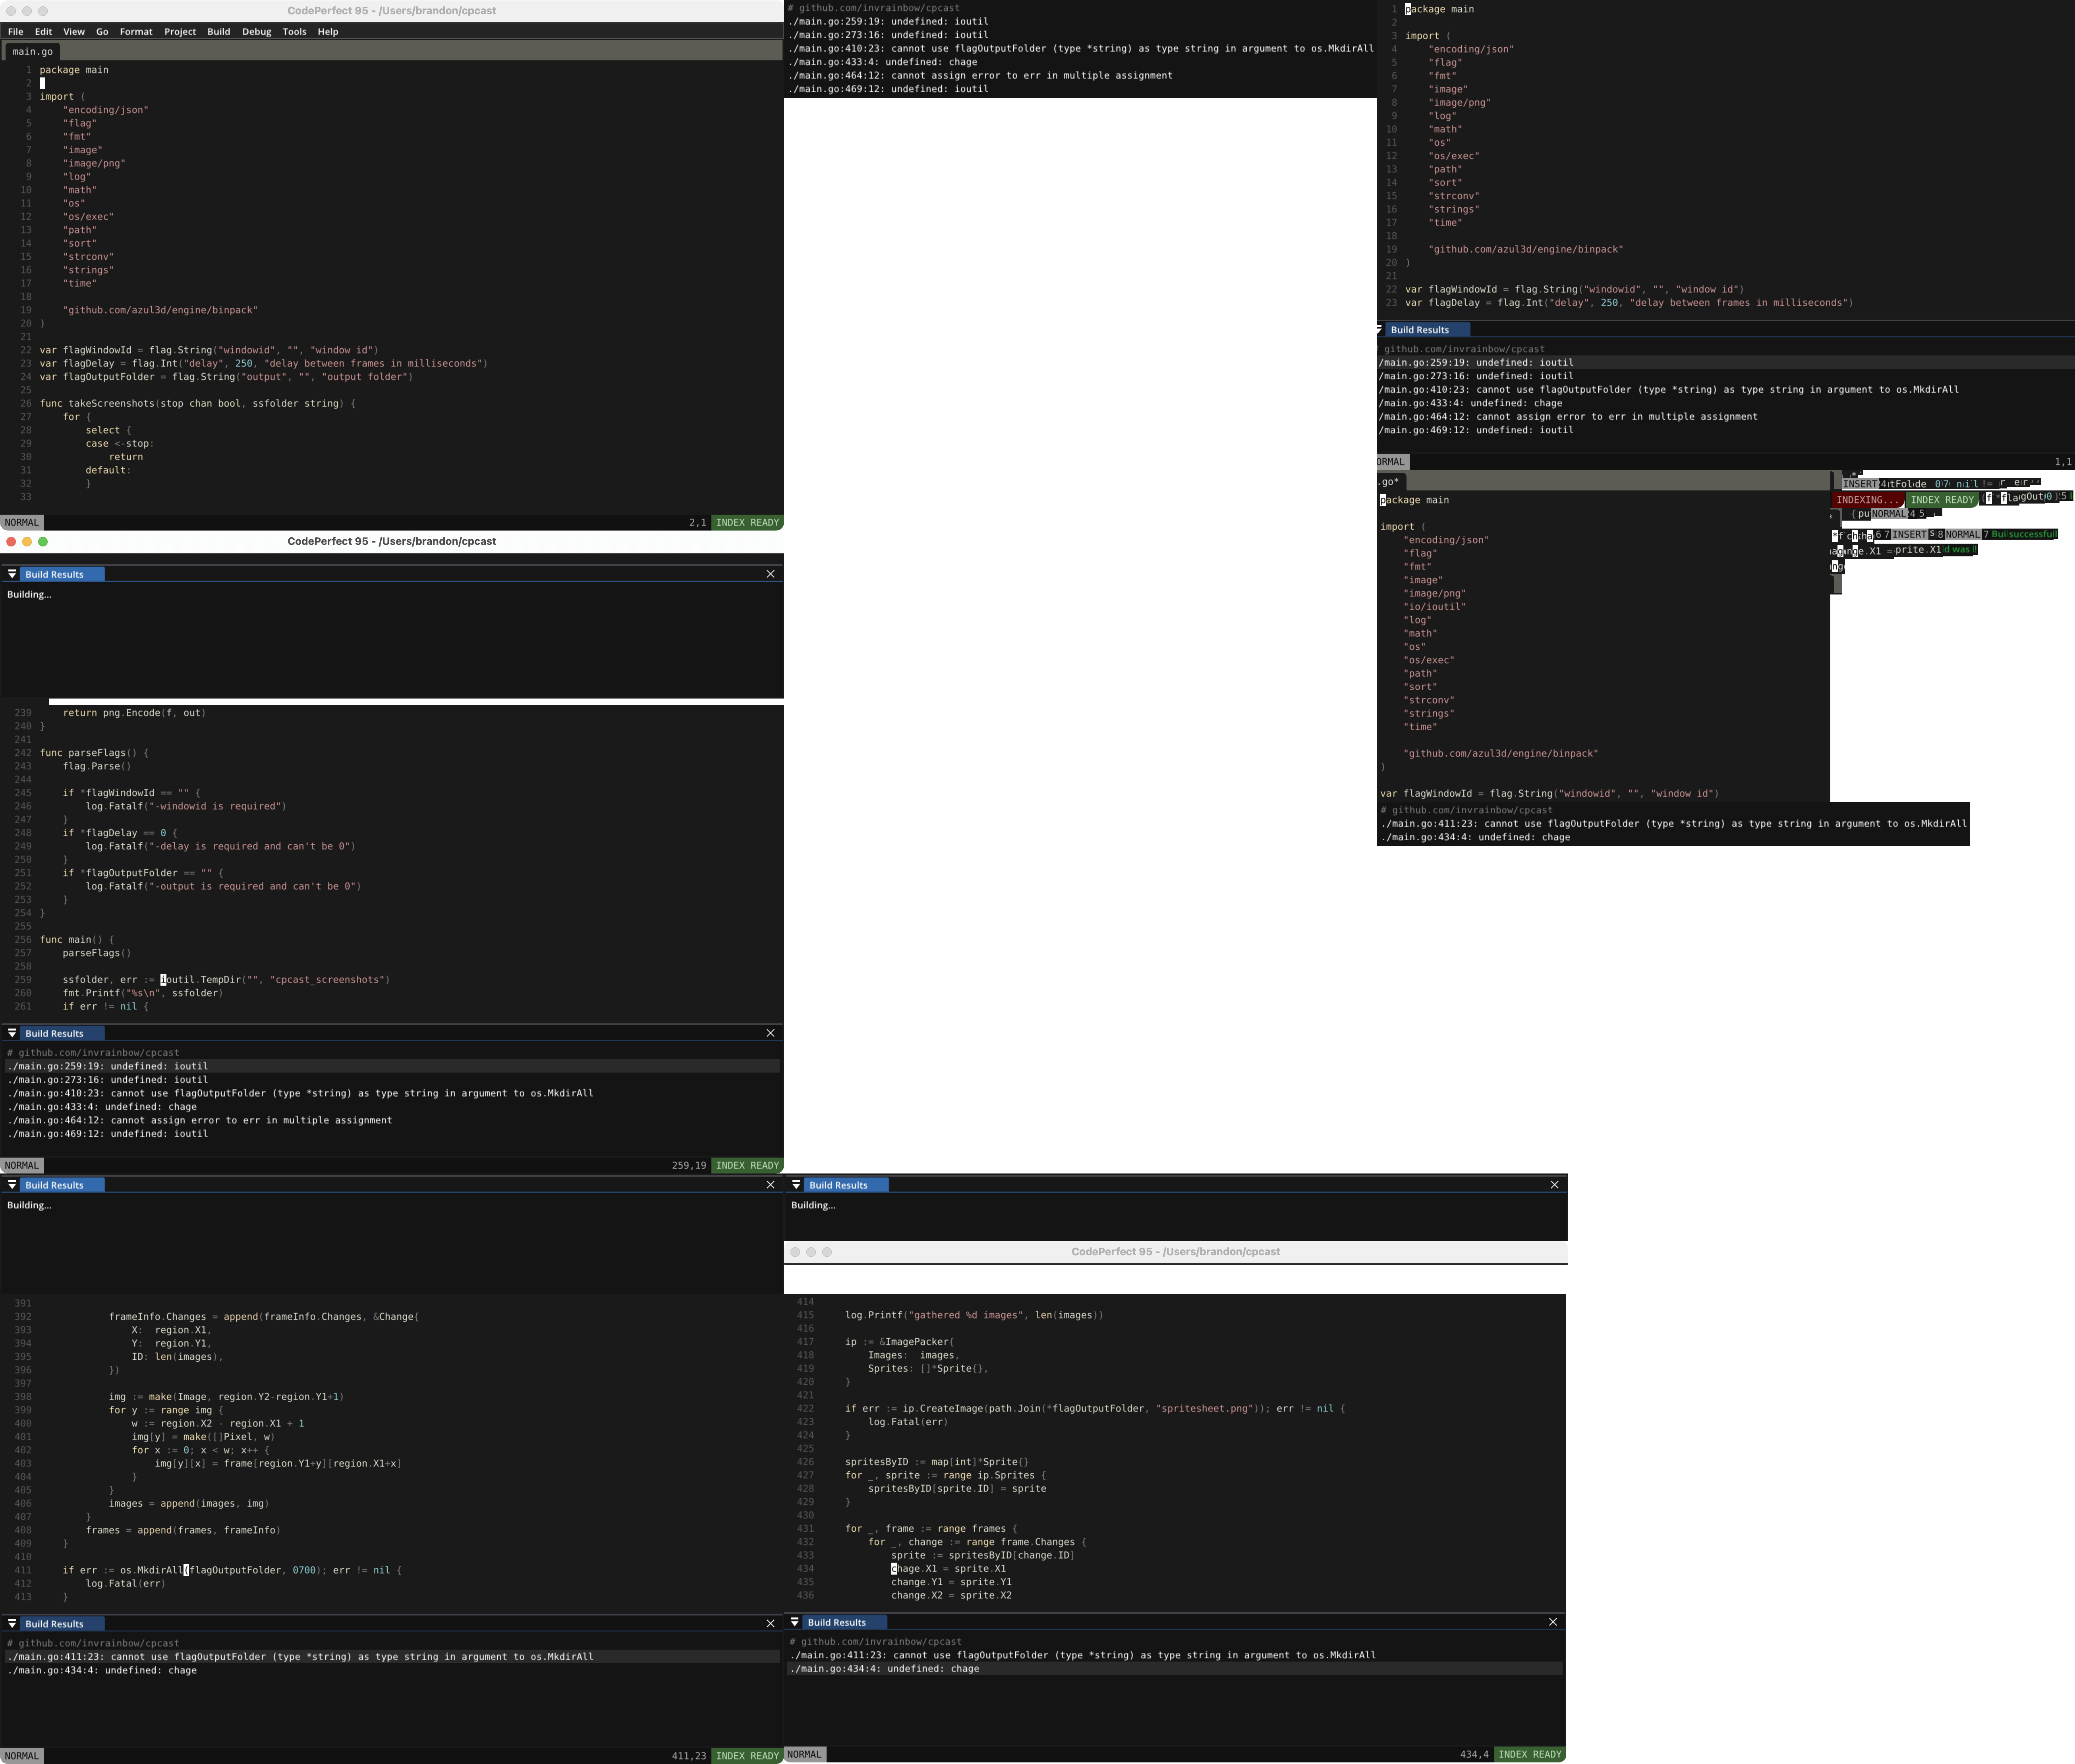 CodePerfect 95 - /Users/brandon/cpcast
File Edit View Go Format Project Build Debug Tools Help
main.go
1 package main
2
3 import (
4 "encoding/json"
5 "flag"
6 "fmt"
7 "image"
8 "image/png"
9 "log"
10 "math"
11 "os"
12 "os/exec"
13 "path"
14 "sort"
15 "strconv"
16 "strings"
17 "time"
18
19 "github.com/azul3d/engine/binpack"
20 )
21
22 var flagWindowId = flag.String("windowid", "", "window id")
23 var flagDelay = flag.Int("delay", 250, "delay between frames in milliseconds")
24 var flagOutputFolder = flag.String("output", "", "output folder")
25
26 func takeScreenshots(stop chan bool, ssfolder string) {
27 for {
28 select {
29 case <-stop:
30 return
31 default:
32 }
33
NORMAL 2,1 INDEX READY
# github.com/invrainbow/cpcast
./main.go:259:19: undefined: ioutil
./main.go:273:16: undefined: ioutil
./main.go:410:23: cannot use flagOutputFolder (type *string) as type string in argument to os.MkdirAll
./main.go:433:4: undefined: chage
./main.go:464:12: cannot assign error to err in multiple assignment
./main.go:469:12: undefined: ioutil
1 package main
2
3 import (
4 "encoding/json"
5 "flag"
6 "fmt"
7 "image"
8 "image/png"
9 "log"
10 "math"
11 "os"
12 "os/exec"
13 "path"
14 "sort"
15 "strconv"
16 "strings"
17 "time"
18
19 "github.com/azul3d/engine/binpack"
20 )
21
22 var flagWindowId = flag.String("windowid", "", "window id")
23 var flagDelay = flag.Int("delay", 250, "delay between frames in milliseconds")
Build Results
github.com/invrainbow/cpcast
/main.go:259:19: undefined: ioutil
/main.go:273:16: undefined: ioutil
/main.go:410:23: cannot use flagOutputFolder (type *string) as type string in argument to os.MkdirAll
/main.go:433:4: undefined: chage
/main.go:464:12: cannot assign error to err in multiple assignment
/main.go:469:12: undefined: ioutil
ORMAL 1,1
.go*
package main
import (
"encoding/json"
"flag"
"fmt"
"image"
"image/png"
"io/ioutil"
"log"
"math"
"os"
"os/exec"
"path"
"sort"
"strconv"
"strings"
"time"
"github.com/azul3d/engine/binpack"
)
var flagWindowId = flag.String("windowid", "", "window id")
INSERT
INDEXING... INDEX READY
NORMAL
INSERT NORMAL
# github.com/invrainbow/cpcast
./main.go:411:23: cannot use flagOutputFolder (type *string) as type string in argument to os.MkdirAll
./main.go:434:4: undefined: chage
CodePerfect 95 - /Users/brandon/cpcast
Build Results
Building...
239 return png.Encode(f, out)
240 }
241
242 func parseFlags() {
243 flag.Parse()
244
245 if *flagWindowId == "" {
246 log.Fatalf("-windowid is required")
247 }
248 if *flagDelay == 0 {
249 log.Fatalf("-delay is required and can't be 0")
250 }
251 if *flagOutputFolder == "" {
252 log.Fatalf("-output is required and can't be 0")
253 }
254 }
255
256 func main() {
257 parseFlags()
258
259 ssfolder, err := ioutil.TempDir("", "cpcast_screenshots")
260 fmt.Printf("%s\n", ssfolder)
261 if err != nil {
Build Results
# github.com/invrainbow/cpcast
./main.go:259:19: undefined: ioutil
./main.go:273:16: undefined: ioutil
./main.go:410:23: cannot use flagOutputFolder (type *string) as type string in argument to os.MkdirAll
./main.go:433:4: undefined: chage
./main.go:464:12: cannot assign error to err in multiple assignment
./main.go:469:12: undefined: ioutil
NORMAL 259,19 INDEX READY
Build Results
Building...
391
392 frameInfo.Changes = append(frameInfo.Changes, &Change{
393 X: region.X1,
394 Y: region.Y1,
395 ID: len(images),
396 })
397
398 img := make(Image, region.Y2-region.Y1+1)
399 for y := range img {
400 w := region.X2 - region.X1 + 1
401 img[y] = make([]Pixel, w)
402 for x := 0; x < w; x++ {
403 img[y][x] = frame[region.Y1+y][region.X1+x]
404 }
405 }
406 images = append(images, img)
407 }
408 frames = append(frames, frameInfo)
409 }
410
411 if err := os.MkdirAll(flagOutputFolder, 0700); err != nil {
412 log.Fatal(err)
413 }
Build Results
# github.com/invrainbow/cpcast
./main.go:411:23: cannot use flagOutputFolder (type *string) as type string in argument to os.MkdirAll
./main.go:434:4: undefined: chage
NORMAL 411,23 INDEX READY
Build Results
Building...
CodePerfect 95 - /Users/brandon/cpcast
414
415 log.Printf("gathered %d images", len(images))
416
417 ip := &ImagePacker{
418 Images: images,
419 Sprites: []*Sprite{},
420 }
421
422 if err := ip.CreateImage(path.Join(*flagOutputFolder, "spritesheet.png")); err != nil {
423 log.Fatal(err)
424 }
425
426 spritesByID := map[int]*Sprite{}
427 for _, sprite := range ip.Sprites {
428 spritesByID[sprite.ID] = sprite
429 }
430
431 for _, frame := range frames {
432 for _, change := range frame.Changes {
433 sprite := spritesByID[change.ID]
434 chage.X1 = sprite.X1
435 change.Y1 = sprite.Y1
436 change.X2 = sprite.X2
Build Results
# github.com/invrainbow/cpcast
./main.go:411:23: cannot use flagOutputFolder (type *string) as type string in argument to os.MkdirAll
./main.go:434:4: undefined: chage
NORMAL 434,4 INDEX READY